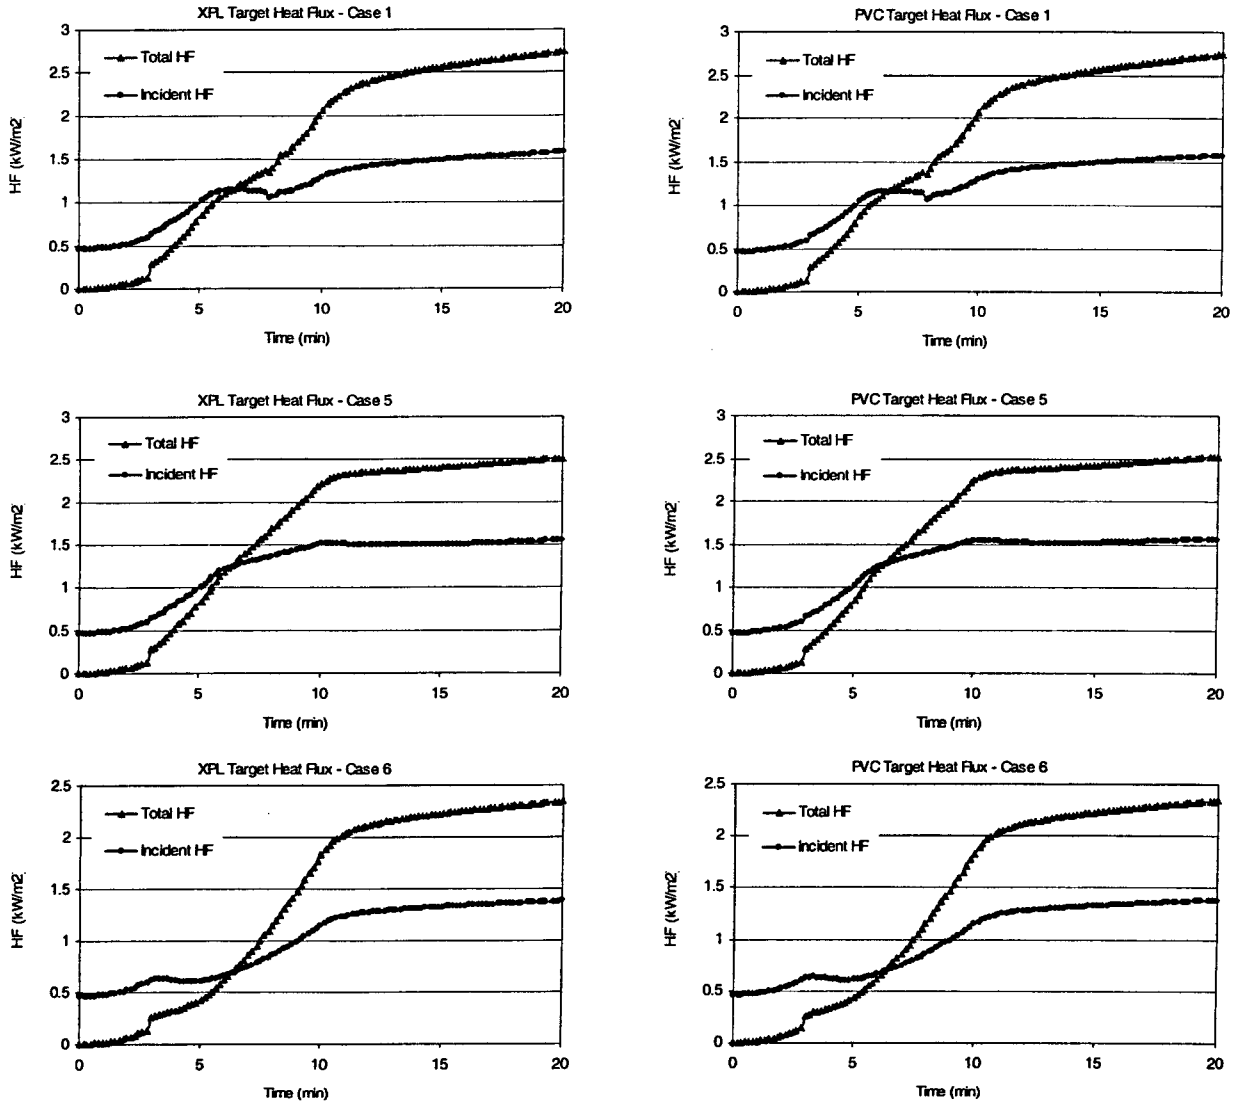 XPL Target Heat Flux - Case 1
3
2.5
2
1.5
1
0.5
0
HF (kW/m2)
Total HF
Incident HF
0 5 10 15 20
Time (min)
PVC Target Heat Flux - Case 1
3
2.5
2
1.5
1
0.5
0
HF (kW/m2)
Total HF
Incident HF
0 5 10 15 20
Time (min)
XPL Target Heat Flux - Case 5
3
2.5
2
1.5
1
0.5
0
HF (kW/m2)
Total HF
Incident HF
0 5 10 15 20
Time (min)
PVC Target Heat Flux - Case 5
3
2.5
2
1.5
1
0.5
0
HF (kW/m2)
Total HF
Incident HF
0 5 10 15 20
Time (min)
XPL Target Heat Flux - Case 6
2.5
2
1.5
1
0.5
0
HF (kW/m2)
Total HF
Incident HF
0 5 10 15 20
Time (min)
PVC Target Heat Flux - Case 6
2.5
2
1.5
1
0.5
0
HF (kW/m2)
Total HF
Incident HF
0 5 10 15 20
Time (min)